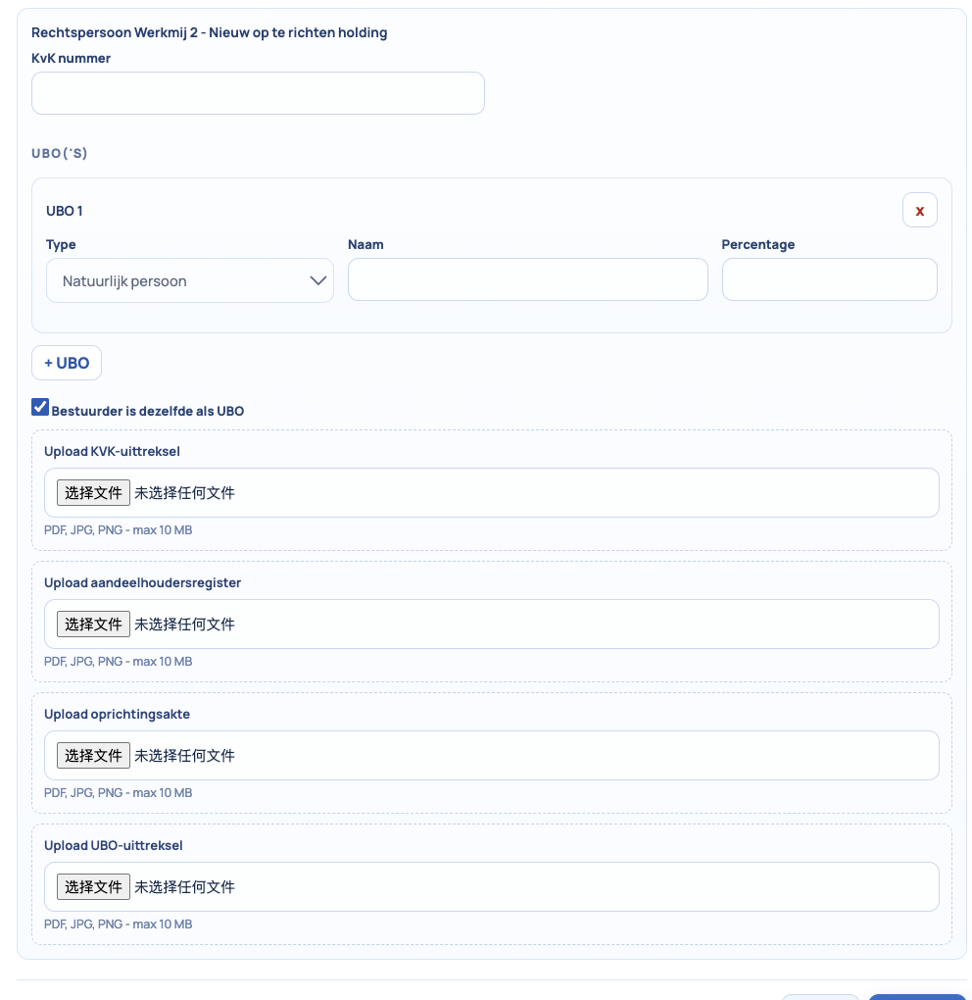 Rechtspersoon Werkmij 2 - Nieuw op te richten holding
KvK nummer
UBO('S)
UBO 1
x
Type
Naam
Percentage
Natuurlijk persoon
+ UBO
Bestuurder is dezelfde als UBO
Upload KVK-uittreksel
选择文件 未选择任何文件
PDF, JPG, PNG - max 10 MB
Upload aandeelhoudersregister
选择文件 未选择任何文件
PDF, JPG, PNG - max 10 MB
Upload oprichtingsakte
选择文件 未选择任何文件
PDF, JPG, PNG - max 10 MB
Upload UBO-uittreksel
选择文件 未选择任何文件
PDF, JPG, PNG - max 10 MB